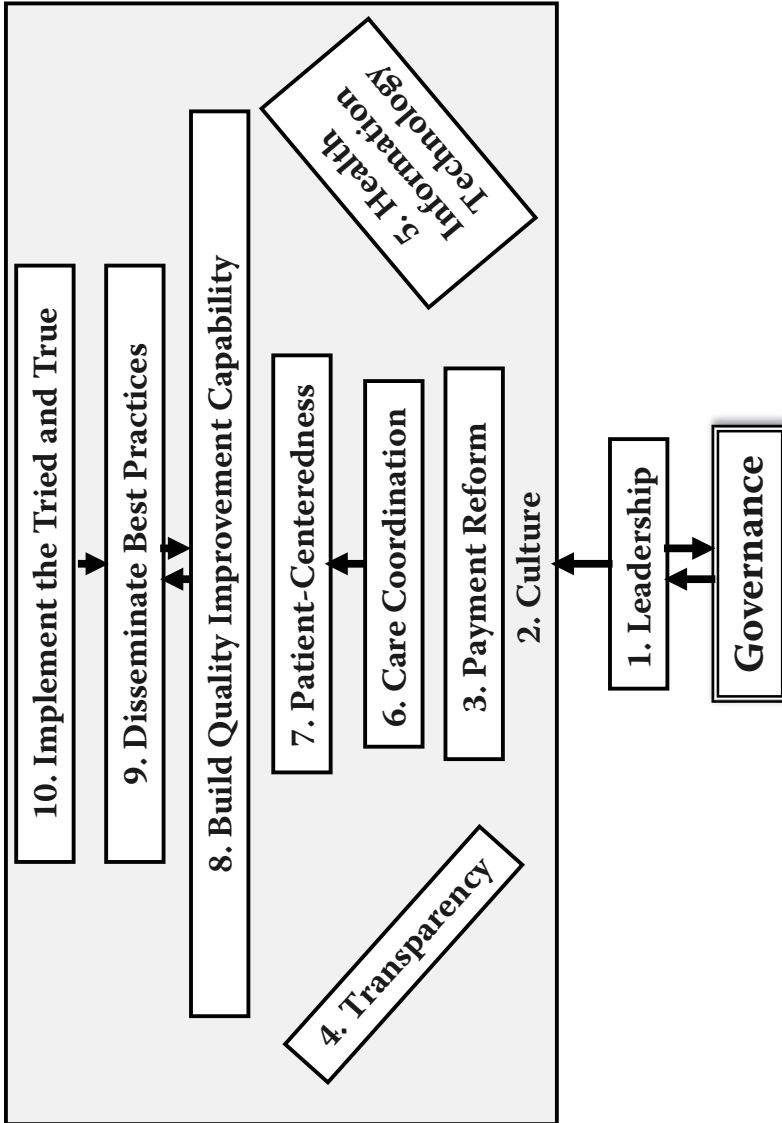 10. Implement the Tried and True
9. Disseminate Best Practices
8. Build Quality Improvement Capability
7. Patient-Centeredness
6. Care Coordination
3. Payment Reform
2. Culture
4. Transparency
5. Health
Information
Technology
1. Leadership
Governance